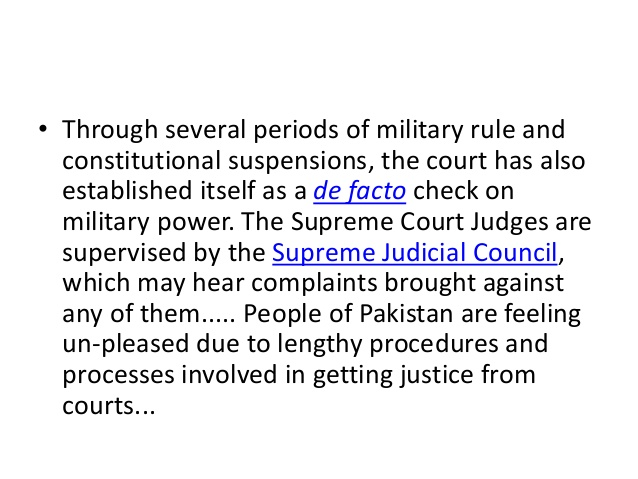 • Through several periods of military rule and
constitutional suspensions, the court has also
established itself as a de facto check on
military power. The Supreme Court Judges are
supervised by the Supreme Judicial Council,
which may hear complaints brought against
any of them..... People of Pakistan are feeling
un-pleased due to lengthy procedures and
processes involved in getting justice from
courts...